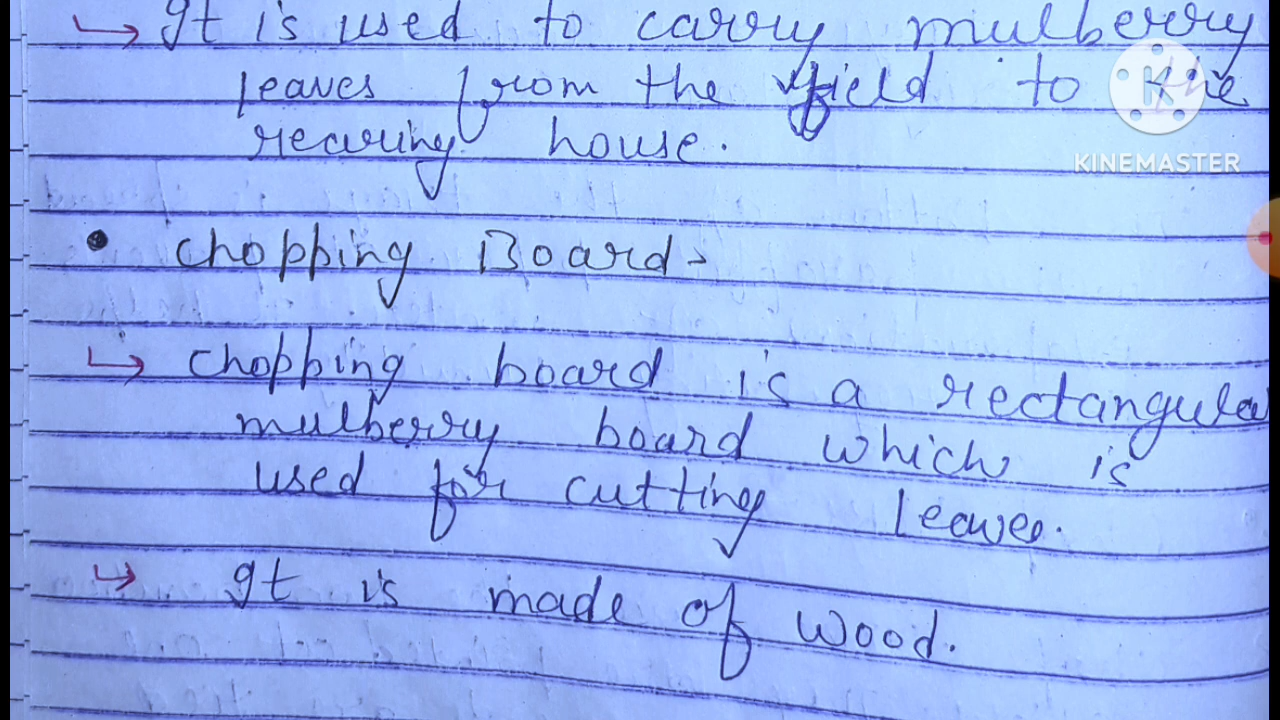 → It is used to carry mulberry
leaves from the field to the
rearing house.
KINEMASTER
• Chopping Board→
→ Chopping board is a rectangula
mulberry board which is
used for cutting leaves.
→ It is made of wood.